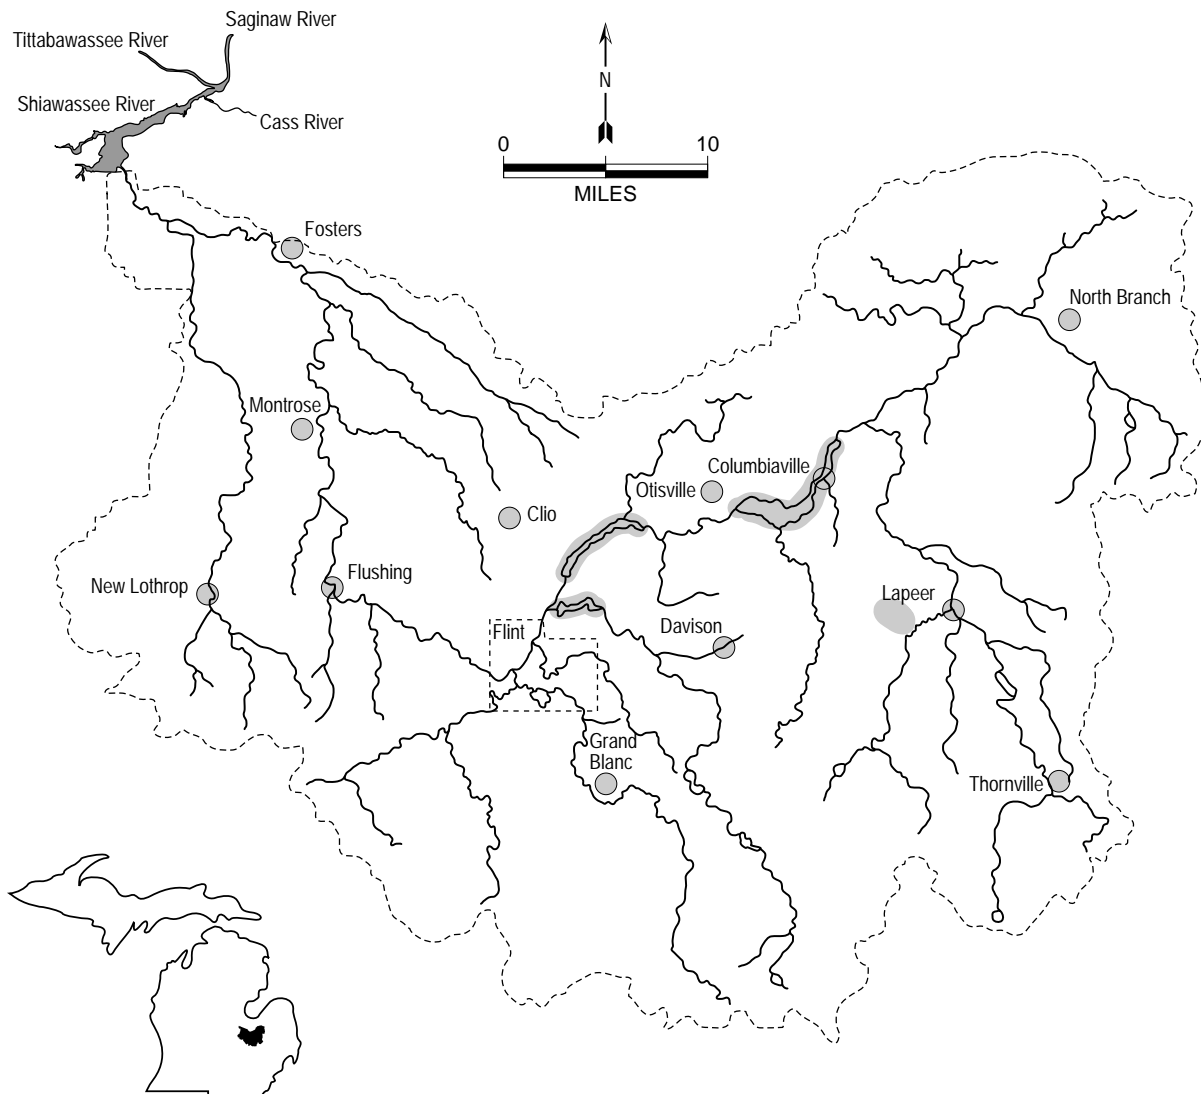 Saginaw River
Tittabawassee River
Shiawassee River
Cass River
N
0 10
MILES
Fosters
North Branch
Montrose
Columbiaville
Otisville
Clio
New Lothrop
Flushing
Lapeer
Flint
Davison
Grand
Blanc
Thornville